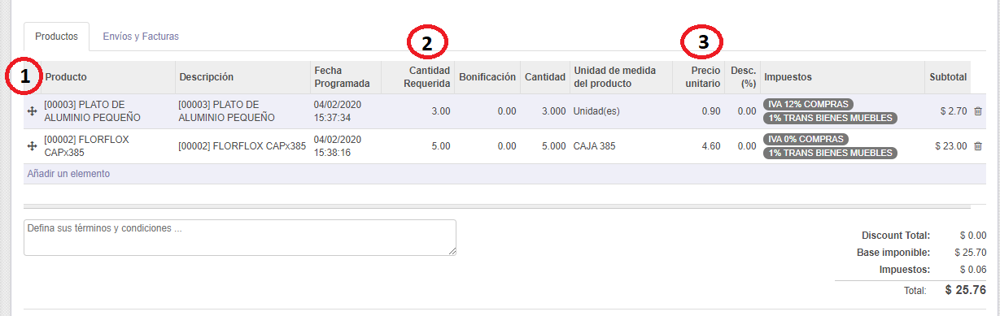 Productos Envíos y Facturas
1 2 3
Producto Descripción Fecha Programada Cantidad Requerida Bonificación Cantidad Unidad de medida del producto Precio unitario Desc. (%) Impuestos Subtotal
[00003] PLATO DE ALUMINIO PEQUEÑO [00003] PLATO DE ALUMINIO PEQUEÑO 04/02/2020 15:37:34 3.00 0.00 3.000 Unidad(es) 0.90 0.00 IVA 12% COMPRAS 1% TRANS BIENES MUEBLES $ 2.70
[00002] FLORFLOX CAPx385 [00002] FLORFLOX CAPx385 04/02/2020 15:38:16 5.00 0.00 5.000 CAJA 385 4.60 0.00 IVA 0% COMPRAS 1% TRANS BIENES MUEBLES $ 23.00
Añadir un elemento
Defina sus términos y condiciones ...
Discount Total: $ 0.00
Base imponible: $ 25.70
Impuestos: $ 0.06
Total: $ 25.76